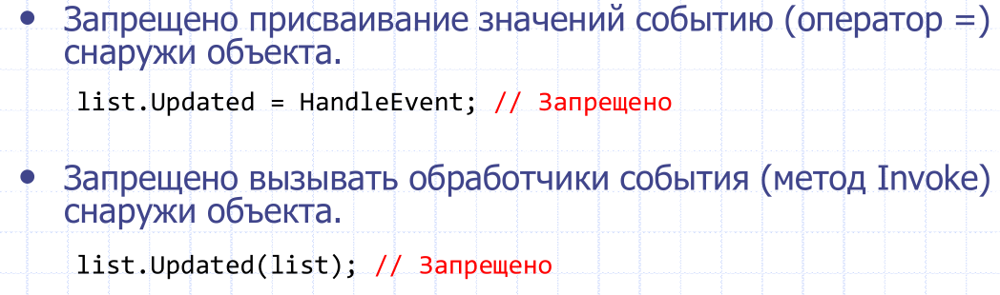 • Запрещено присваивание значений событию (оператор =)
снаружи объекта.
list.Updated = HandleEvent; // Запрещено
• Запрещено вызывать обработчики события (метод Invoke)
снаружи объекта.
list.Updated(list); // Запрещено